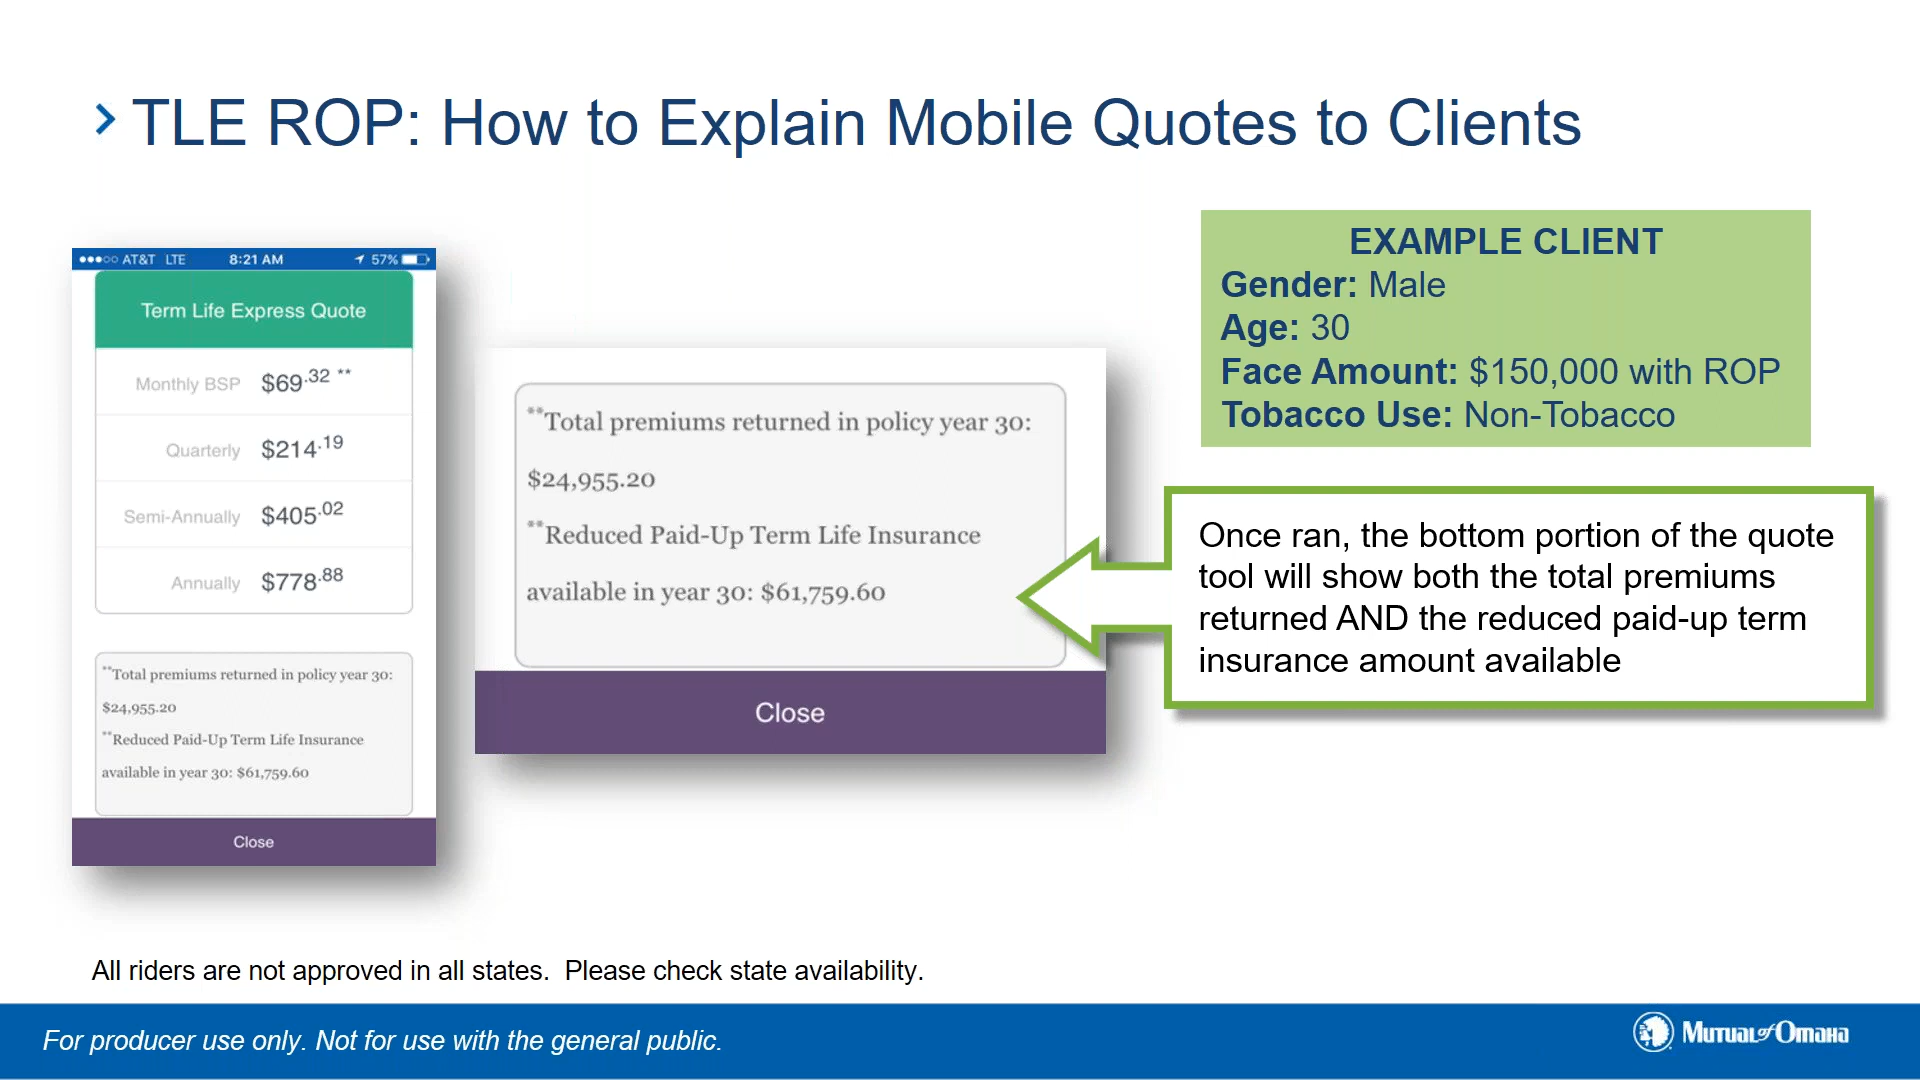 TLE ROP: How to Explain Mobile Quotes to Clients
AT&T LTE 8:21 AM 57%
Term Life Express Quote
Monthly BSP $69.32 **
Quarterly $214.19
Semi-Annually $405.02
Annually $778.88
**Total premiums returned in policy year 30:
$24,955.20
**Reduced Paid-Up Term Life Insurance
available in year 30: $61,759.60
Close
**Total premiums returned in policy year 30:
$24,955.20
**Reduced Paid-Up Term Life Insurance
available in year 30: $61,759.60
Close
EXAMPLE CLIENT
Gender: Male
Age: 30
Face Amount: $150,000 with ROP
Tobacco Use: Non-Tobacco
Once ran, the bottom portion of the quote
tool will show both the total premiums
returned AND the reduced paid-up term
insurance amount available
All riders are not approved in all states.  Please check state availability.
For producer use only. Not for use with the general public.
Mutual of Omaha